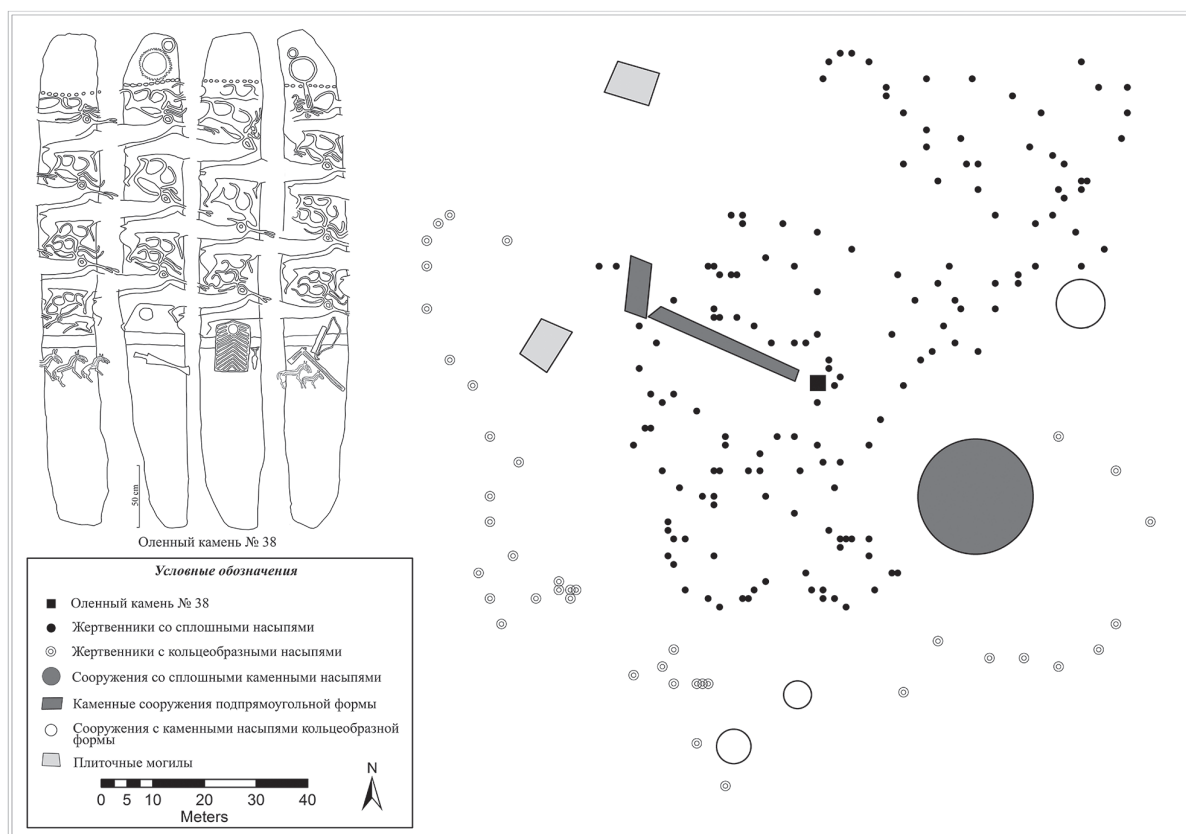 50 cm
Оленный камень № 38
Условные обозначения
Оленный камень № 38
Жертвенники со сплошными насыпями
Жертвенники с кольцеобразными насыпями
Сооружения со сплошными каменными насыпями
Каменные сооружения подпрямоугольной формы
Сооружения с каменными насыпями кольцеобразной
формы
Плиточные могилы
N
0 5 10 20 30 40
Meters